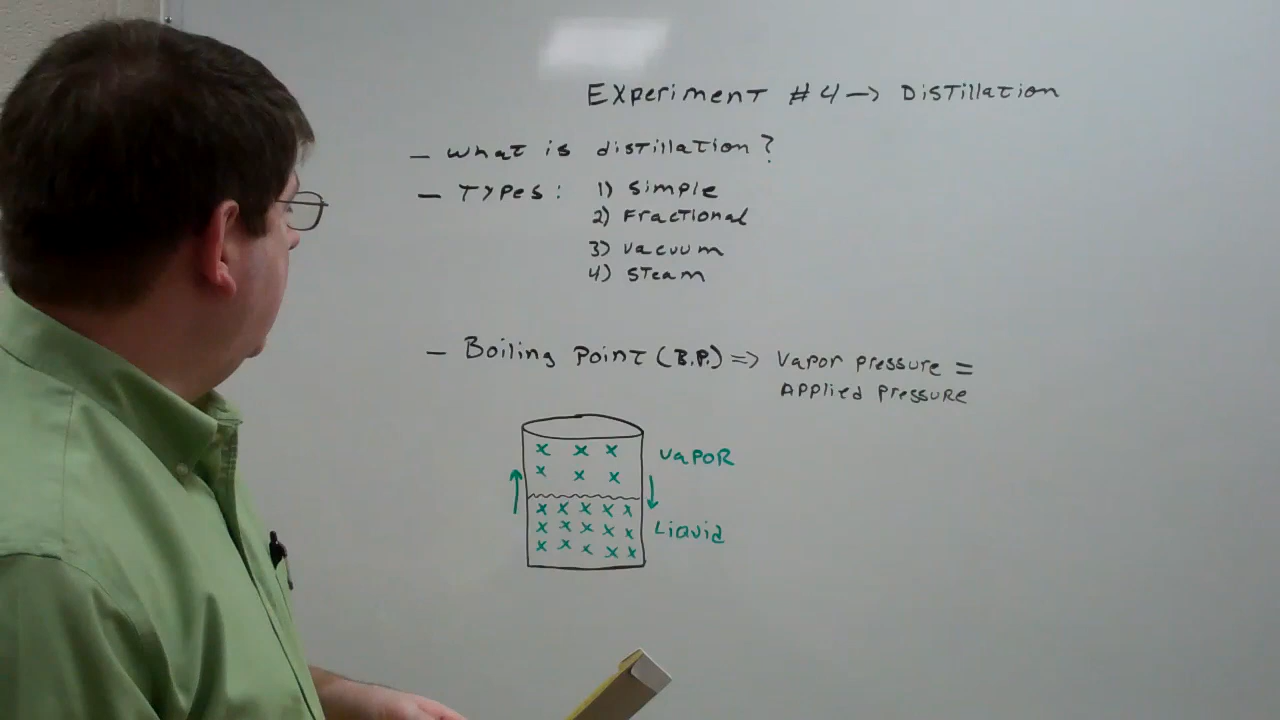 Experiment #4 → Distillation
– What is distillation?
– Types: 1) Simple
2) Fractional
3) Vacuum
4) Steam
– Boiling Point (B.P.) ⇒ Vapor pressure =
Applied pressure
Vapor
Liquid